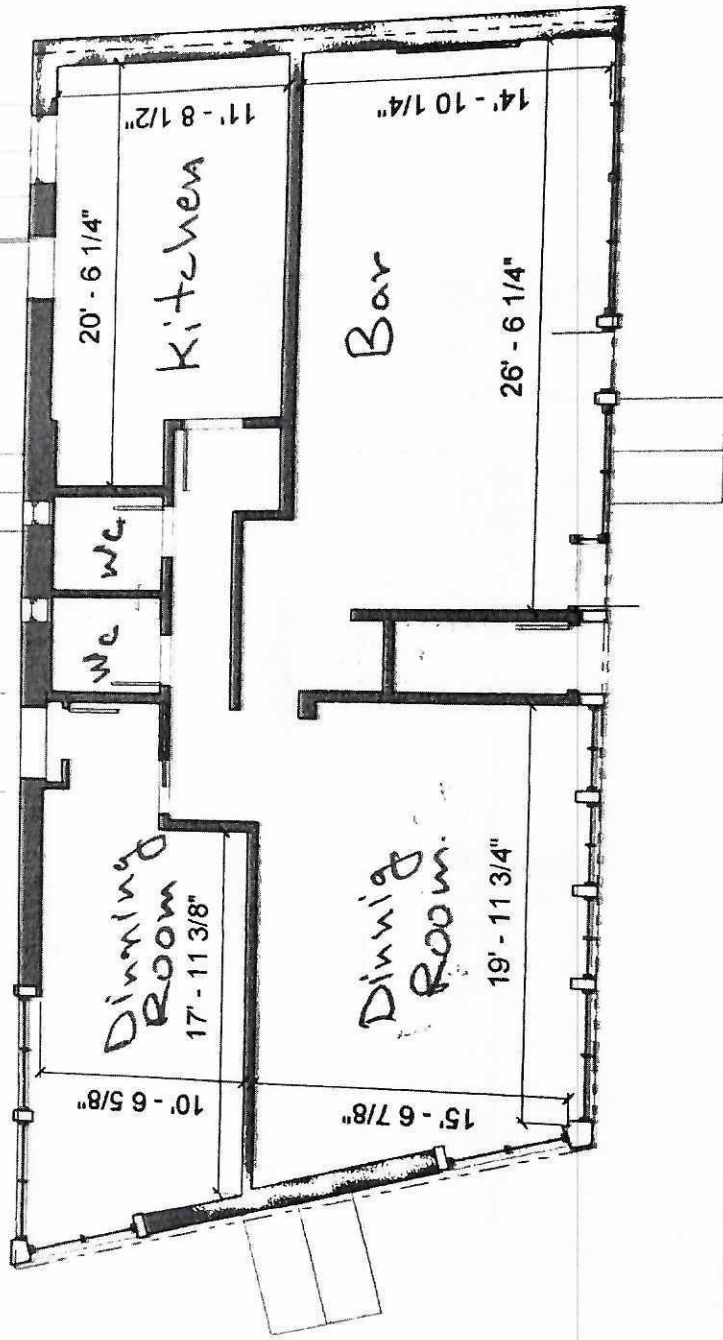 Dinning
Room
17' - 11 3/8"
10' - 6 5/8"
WC
WC
20' - 6 1/4"
11' - 8 1/2"
Kitchen
Dinnig
Room.
19' - 11 3/4"
15' - 6 7/8"
Bar
26' - 6 1/4"
14' - 10 1/4"